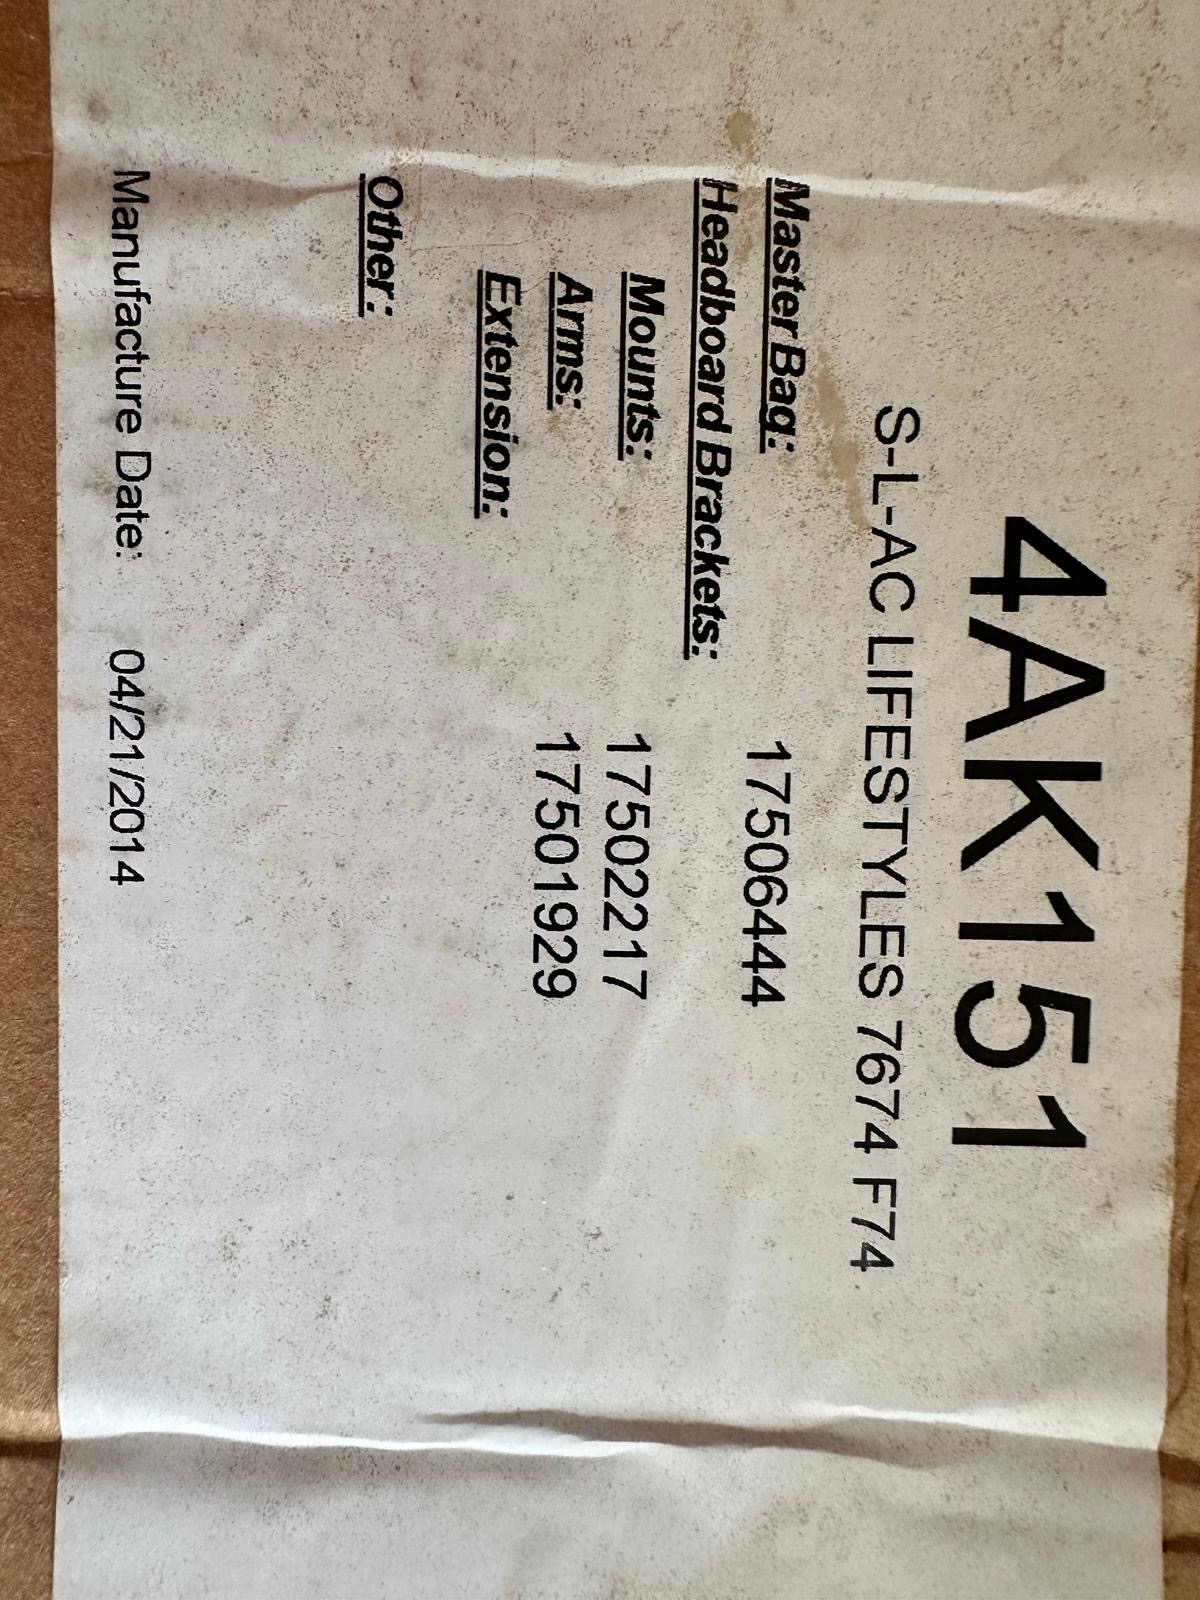 4AK151
S-L-AC LIFESTYLES 7674 F74
Master Bag: 17506444
Headboard Brackets:
Mounts: 17502217
Arms: 17501929
Extension:
Other:
Manufacture Date: 04/21/2014